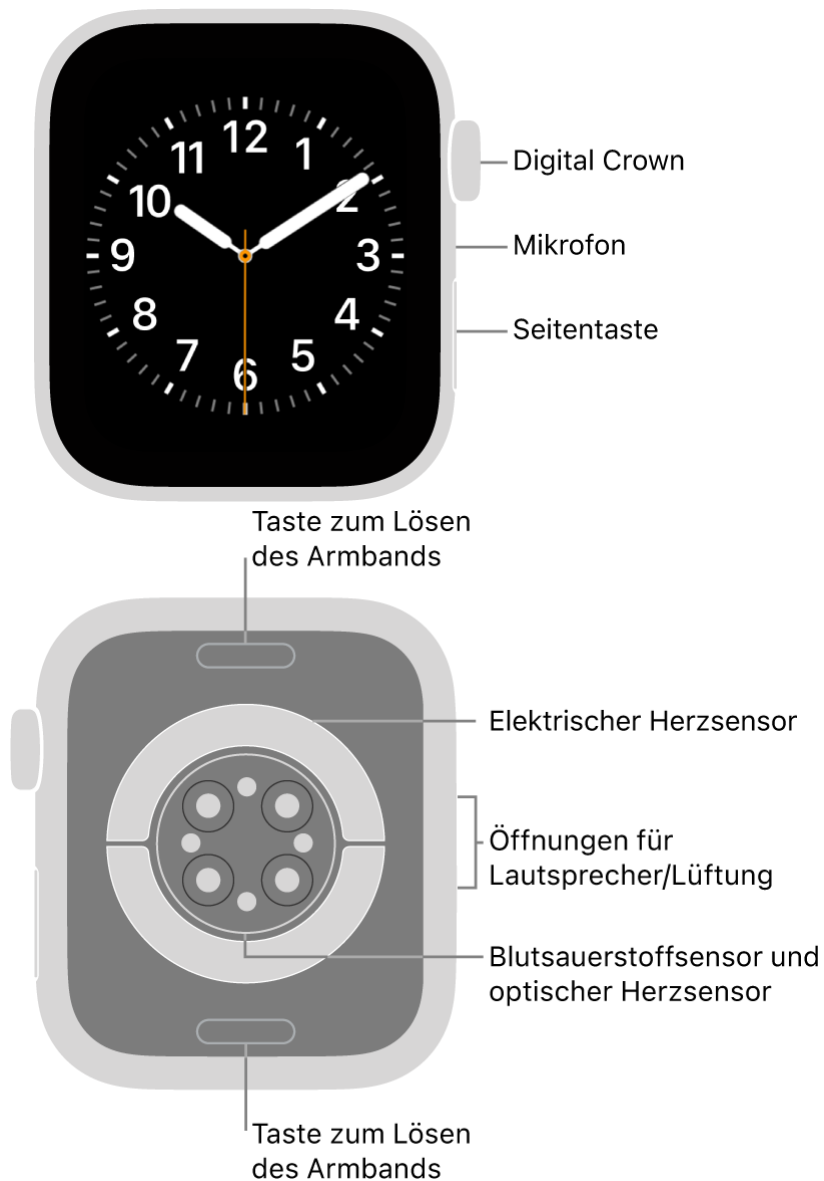 12
11
1
10
2
9
3
8
4
7
5
6
Digital Crown
Mikrofon
Seitentaste
Taste zum Lösen
des Armbands
Elektrischer Herzsensor
Öffnungen für
Lautsprecher/Lüftung
Blutsauerstoffsensor und
optischer Herzsensor
Taste zum Lösen
des Armbands